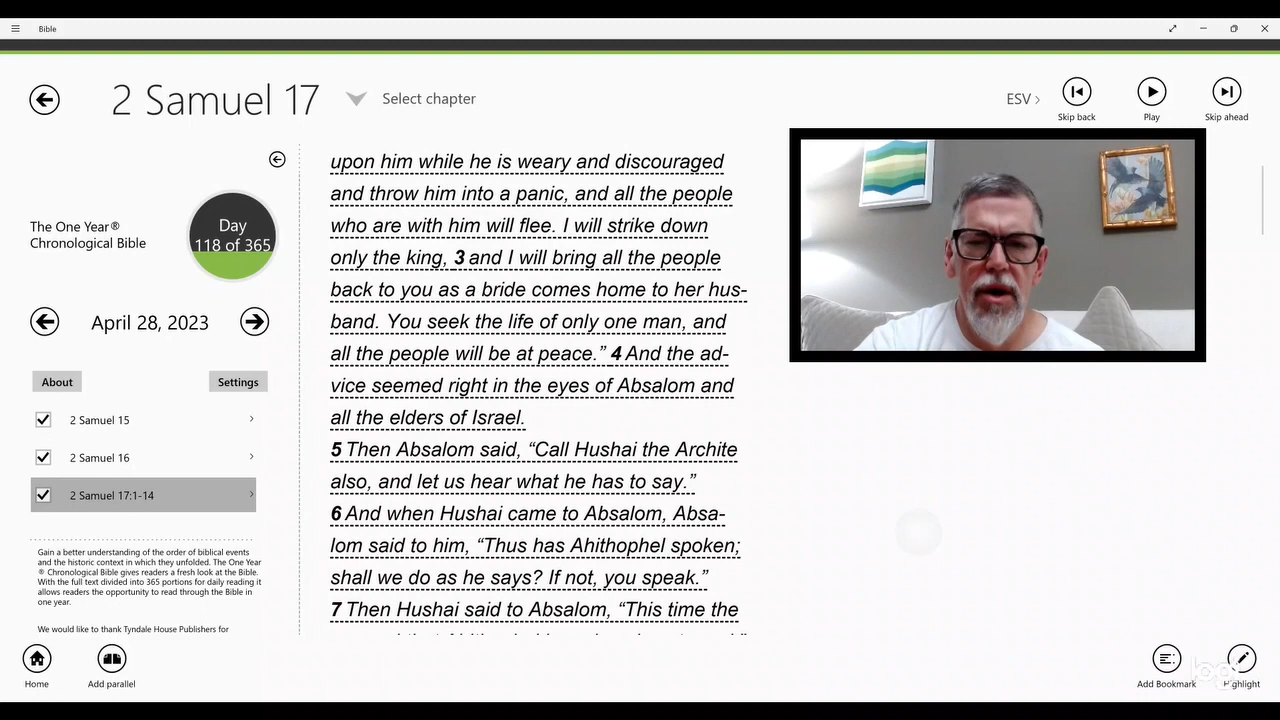 Bible
2 Samuel 17
Select chapter
ESV
Skip back
Play
Skip ahead
The One Year®
Chronological Bible
Day
118 of 365
April 28, 2023
About
Settings
2 Samuel 15
2 Samuel 16
2 Samuel 17:1-14
Gain a better understanding of the order of biblical events
and the historic context in which they unfolded. The One Year
® Chronological Bible gives readers a fresh look at the Bible.
With the full text divided into 365 portions for daily reading it
allows readers the opportunity to read through the Bible in
one year.
We would like to thank Tyndale House Publishers for
upon him while he is weary and discouraged
and throw him into a panic, and all the people
who are with him will flee. I will strike down
only the king, 3 and I will bring all the people
back to you as a bride comes home to her hus-
band. You seek the life of only one man, and
all the people will be at peace.” 4 And the ad-
vice seemed right in the eyes of Absalom and
all the elders of Israel.
5 Then Absalom said, “Call Hushai the Archite
also, and let us hear what he has to say.”
6 And when Hushai came to Absalom, Absa-
lom said to him, “Thus has Ahithophel spoken;
shall we do as he says? If not, you speak.”
7 Then Hushai said to Absalom, “This time the
Home
Add parallel
Add Bookmark
Highlight
logi